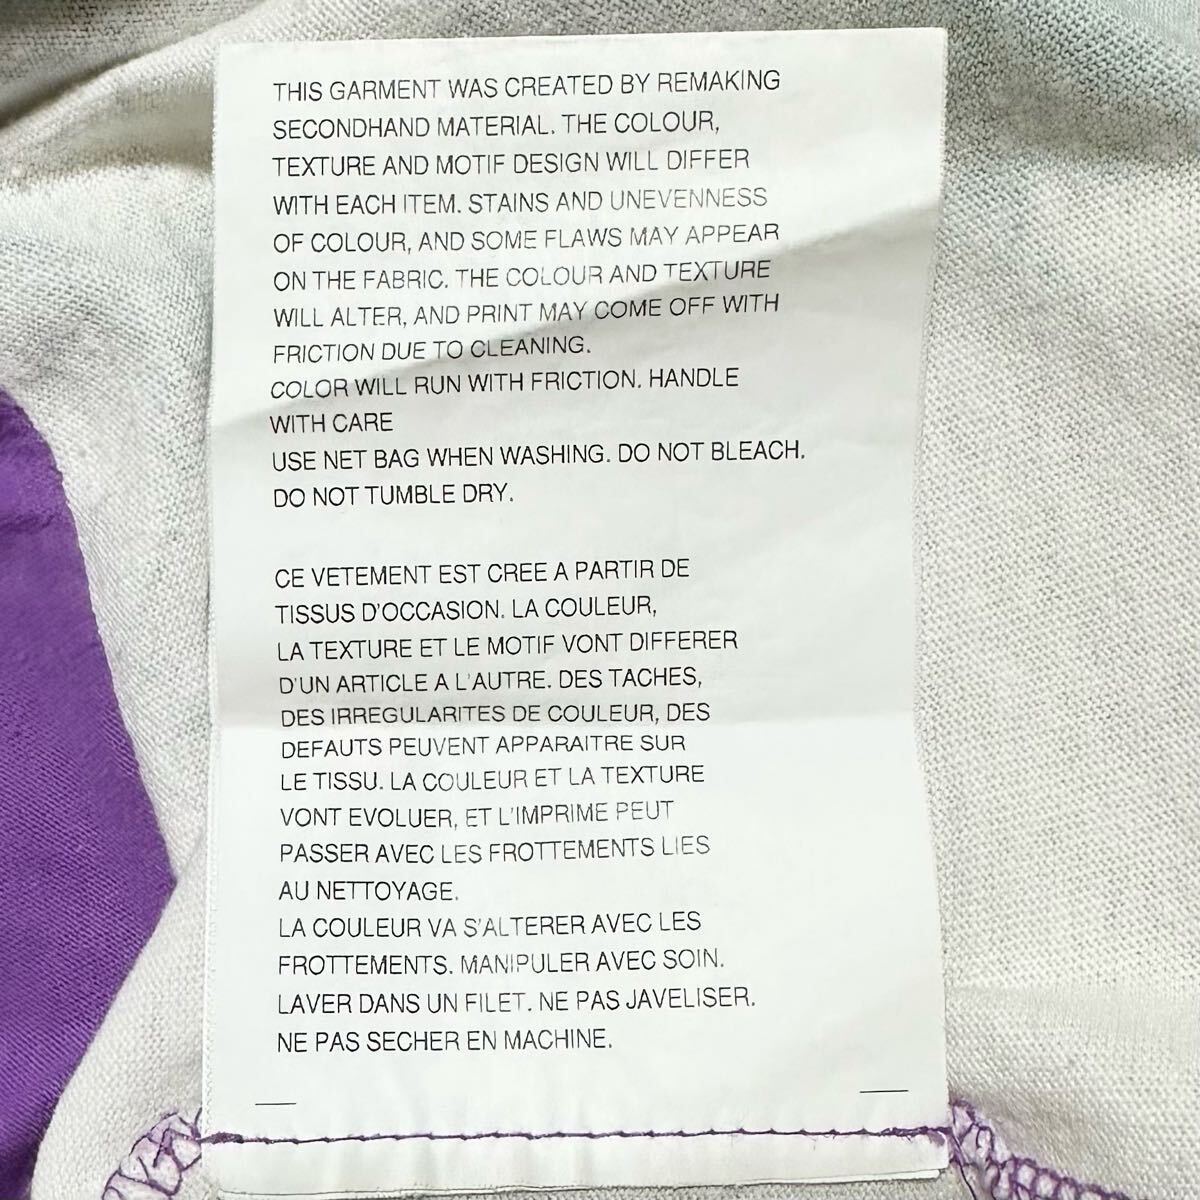 THIS GARMENT WAS CREATED BY REMAKING
SECONDHAND MATERIAL. THE COLOUR,
TEXTURE AND MOTIF DESIGN WILL DIFFER
WITH EACH ITEM. STAINS AND UNEVENNESS
OF COLOUR, AND SOME FLAWS MAY APPEAR
ON THE FABRIC. THE COLOUR AND TEXTURE
WILL ALTER, AND PRINT MAY COME OFF WITH
FRICTION DUE TO CLEANING.
COLOR WILL RUN WITH FRICTION. HANDLE
WITH CARE
USE NET BAG WHEN WASHING. DO NOT BLEACH.
DO NOT TUMBLE DRY.
CE VETEMENT EST CREE A PARTIR DE
TISSUS D'OCCASION. LA COULEUR,
LA TEXTURE ET LE MOTIF VONT DIFFERER
D'UN ARTICLE A L'AUTRE. DES TACHES,
DES IRREGULARITES DE COULEUR, DES
DEFAUTS PEUVENT APPARAITRE SUR
LE TISSU. LA COULEUR ET LA TEXTURE
VONT EVOLUER, ET L'IMPRIME PEUT
PASSER AVEC LES FROTTEMENTS LIES
AU NETTOYAGE.
LA COULEUR VA S'ALTERER AVEC LES
FROTTEMENTS. MANIPULER AVEC SOIN.
LAVER DANS UN FILET. NE PAS JAVELISER.
NE PAS SECHER EN MACHINE.